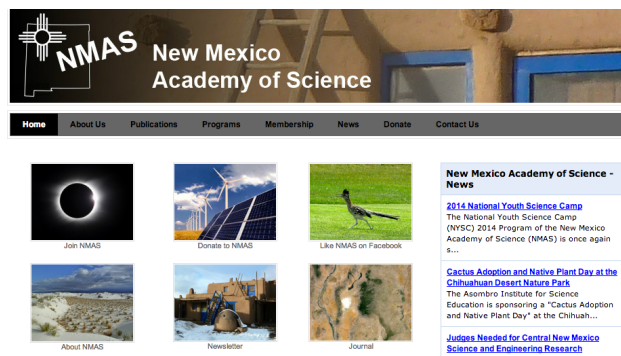 NMAS
New Mexico
Academy of Science
Home About Us Publications Programs Membership News Donate Contact Us
Join NMAS Donate to NMAS Like NMAS on Facebook
About NMAS Newsletter Journal
New Mexico Academy of Science -
News
2014 National Youth Science Camp
The National Youth Science Camp
(NYSC) 2014 Program of the New Mexico
Academy of Science (NMAS) is once again
s...
Cactus Adoption and Native Plant Day at the
Chihuahuan Desert Nature Park
The Asombro Institute for Science
Education is sponsoring a "Cactus Adoption
and Native Plant Day" at the Chihuah...
Judges Needed for Central New Mexico
Science and Engineering Research